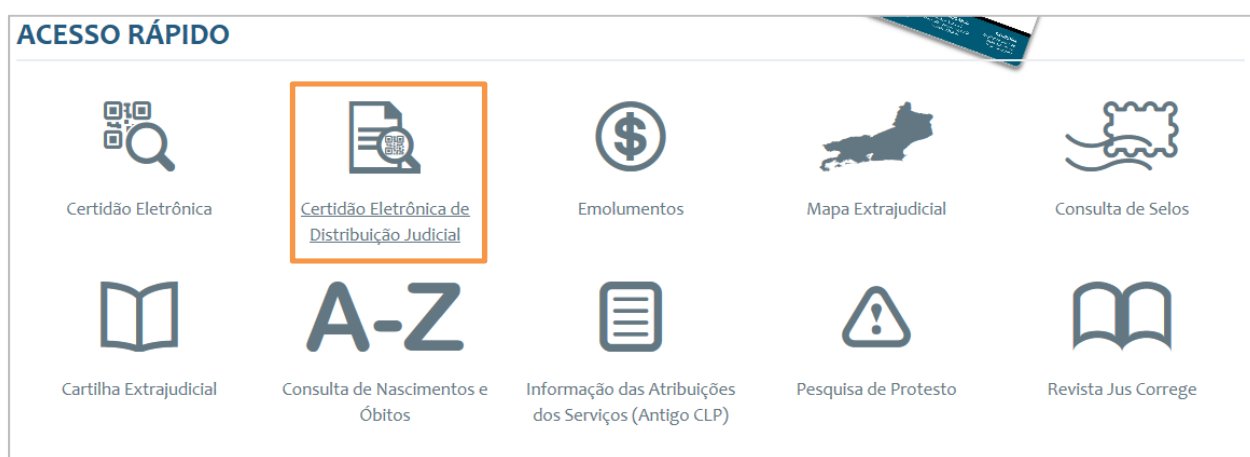 ACESSO RÁPIDO
Certidão Eletrônica
Certidão Eletrônica de
Distribuição Judicial
Emolumentos
Mapa Extrajudicial
Consulta de Selos
A-Z
Cartilha Extrajudicial
Consulta de Nascimentos e
Óbitos
Informação das Atribuições
dos Serviços (Antigo CLP)
Pesquisa de Protesto
Revista Jus Correge